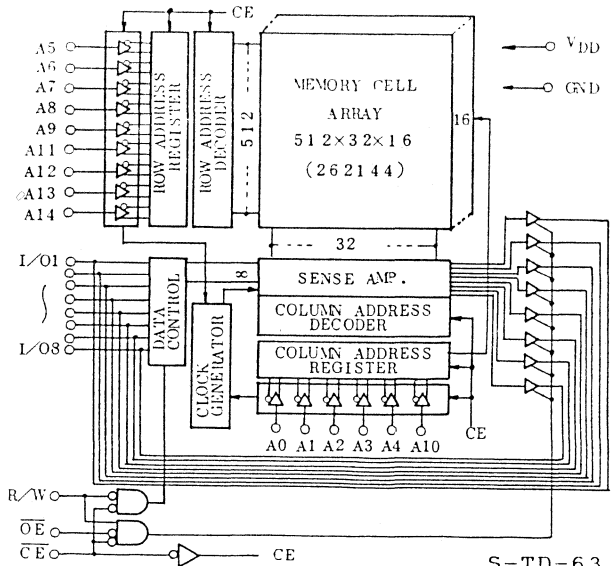 CE
A5
A6
A7
A8
A9
A11
A12
A13
A14
ROW ADDRESS
REGISTER
ROW ADDRESS
DECODER
512
MEMORY CELL
ARRAY
512×32×16
(262144)
16
VDD
GND
32
I/O1
I/O8
DATA
CONTROL
8
SENSE AMP.
COLUMN ADDRESS
DECODER
CLOCK
GENERATOR
COLUMN ADDRESS
REGISTER
A0 A1 A2 A3 A4 A10
CE
R/W
OE
CE
CE
S-TD-63